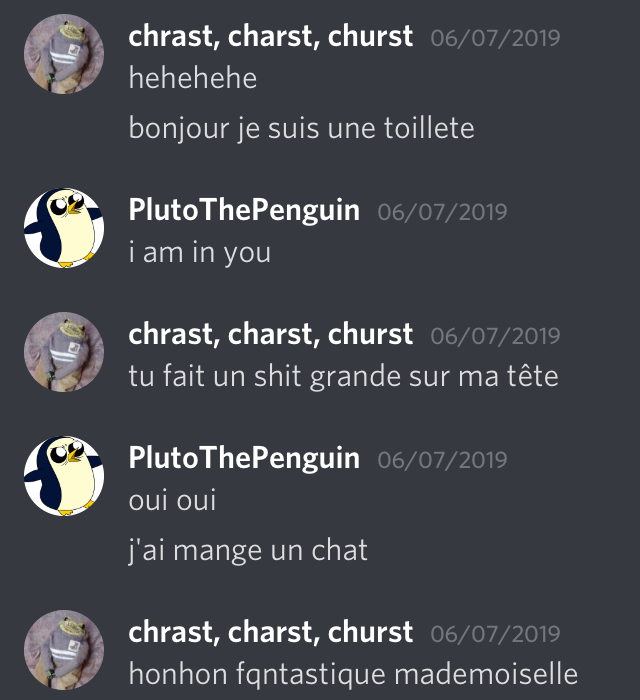 chrast, charst, churst 06/07/2019
hehehehe
bonjour je suis une toillete
PlutoThePenguin 06/07/2019
i am in you
chrast, charst, churst 06/07/2019
tu fait un shit grande sur ma tête
PlutoThePenguin 06/07/2019
oui oui
j'ai mange un chat
chrast, charst, churst 06/07/2019
honhon fqntastique mademoiselle